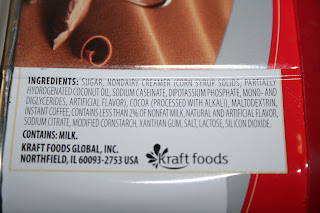 INGREDIENTS: SUGAR, NONDAIRY CREAMER (CORN SYRUP SOLIDS, PARTIALLY
HYDROGENATED COCONUT OIL, SODIUM CASEINATE, DIPOTASSIUM PHOSPHATE, MONO- AND
DIGLYCERIDES, ARTIFICIAL FLAVOR), COCOA (PROCESSED WITH ALKALI), MALTODEXTRIN,
INSTANT COFFEE, CONTAINS LESS THAN 2% OF NONFAT MILK, NATURAL AND ARTIFICIAL FLAVOR,
SODIUM CITRATE, MODIFIED CORNSTARCH, XANTHAN GUM, SALT, LACTOSE, SILICON DIOXIDE.
CONTAINS: MILK.
KRAFT FOODS GLOBAL, INC.
NORTHFIELD, IL 60093-2753 USA
kraft foods